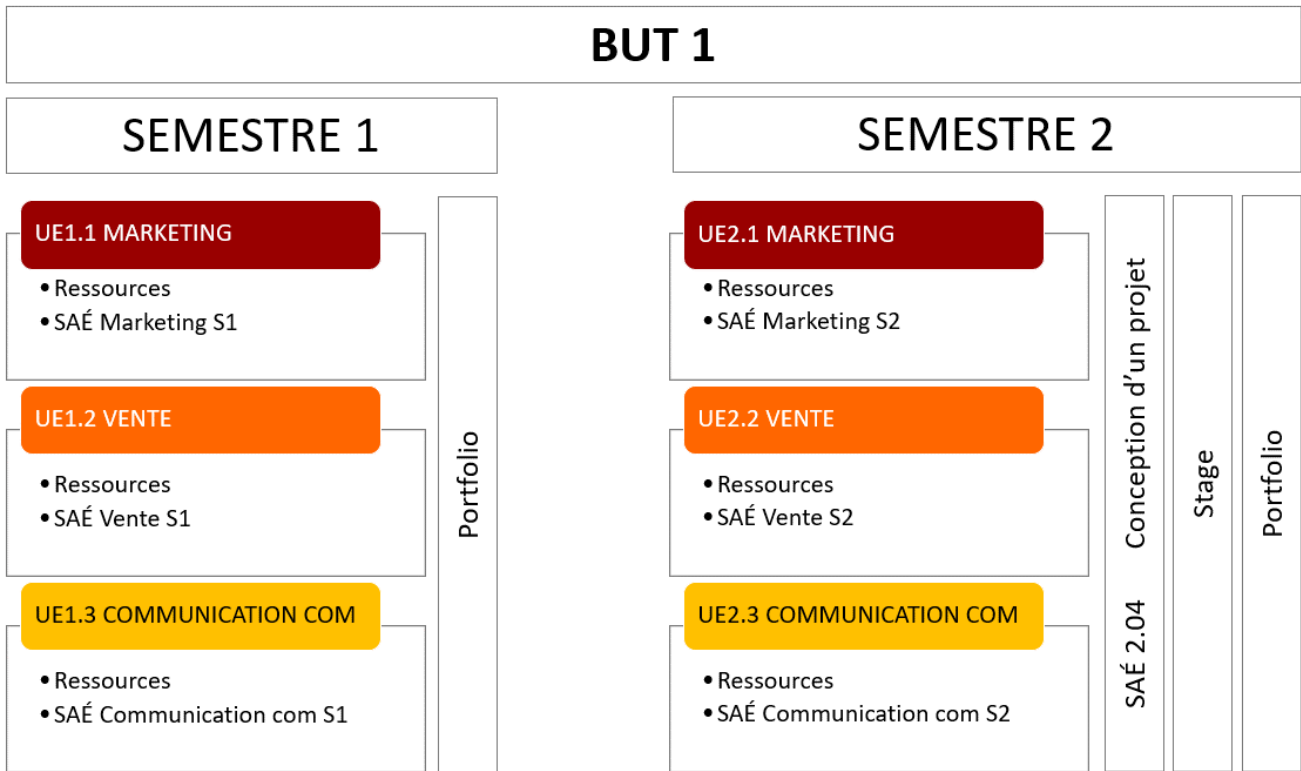 BUT 1
SEMESTRE 1
UE1.1 MARKETING
• Ressources
• SAÉ Marketing S1
UE1.2 VENTE
• Ressources
• SAÉ Vente S1
UE1.3 COMMUNICATION COM
• Ressources
• SAÉ Communication com S1
Portfolio
SEMESTRE 2
UE2.1 MARKETING
• Ressources
• SAÉ Marketing S2
UE2.2 VENTE
• Ressources
• SAÉ Vente S2
UE2.3 COMMUNICATION COM
• Ressources
• SAÉ Communication com S2
SAÉ 2.04 Conception d’un projet
Stage
Portfolio